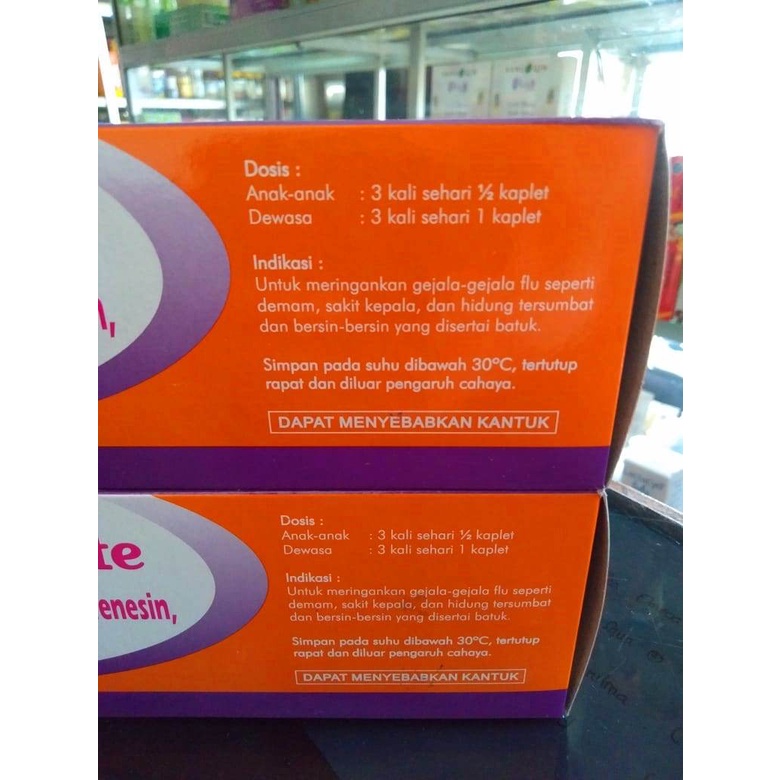 Dosis :
Anak-anak : 3 kali sehari ½ kaplet
Dewasa : 3 kali sehari 1 kaplet
Indikasi :
Untuk meringankan gejala-gejala flu seperti
demam, sakit kepala, dan hidung tersumbat
dan bersin-bersin yang disertai batuk.
Simpan pada suhu dibawah 30°C, tertutup
rapat dan diluar pengaruh cahaya.
DAPAT MENYEBABKAN KANTUK
te
enesin,
Dosis :
Anak-anak : 3 kali sehari ½ kaplet
Dewasa : 3 kali sehari 1 kaplet
Indikasi :
Untuk meringankan gejala-gejala flu seperti
demam, sakit kepala, dan hidung tersumbat
dan bersin-bersin yang disertai batuk.
Simpan pada suhu dibawah 30°C, tertutup
rapat dan diluar pengaruh cahaya.
DAPAT MENYEBABKAN KANTUK